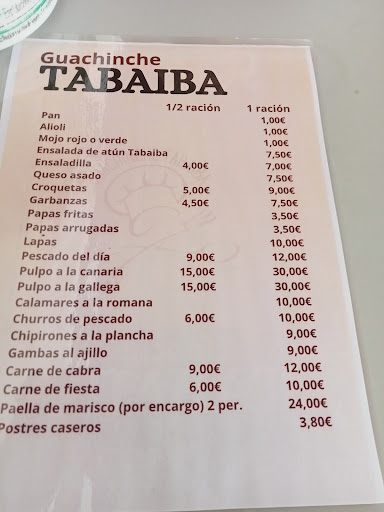 Guachinche
TABAIBA
1/2 ración 1 ración
Pan 1,00€
Alioli 1,00€
Mojo rojo o verde 1,00€
Ensalada de atún Tabaiba 7,50€
Ensaladilla 4,00€ 7,00€
Queso asado 7,50€
Croquetas 5,00€ 9,00€
Garbanzas 4,50€ 7,50€
Papas fritas 3,50€
Papas arrugadas 3,50€
Lapas 10,00€
Pescado del día 9,00€ 12,00€
Pulpo a la canaria 15,00€ 30,00€
Pulpo a la gallega 15,00€ 30,00€
Calamares a la romana 10,00€
Churros de pescado 6,00€ 10,00€
Chipirones a la plancha 9,00€
Gambas al ajillo 9,00€
Carne de cabra 9,00€ 12,00€
Carne de fiesta 6,00€ 10,00€
Paella de marisco (por encargo) 2 per. 24,00€
Postres caseros 3,80€